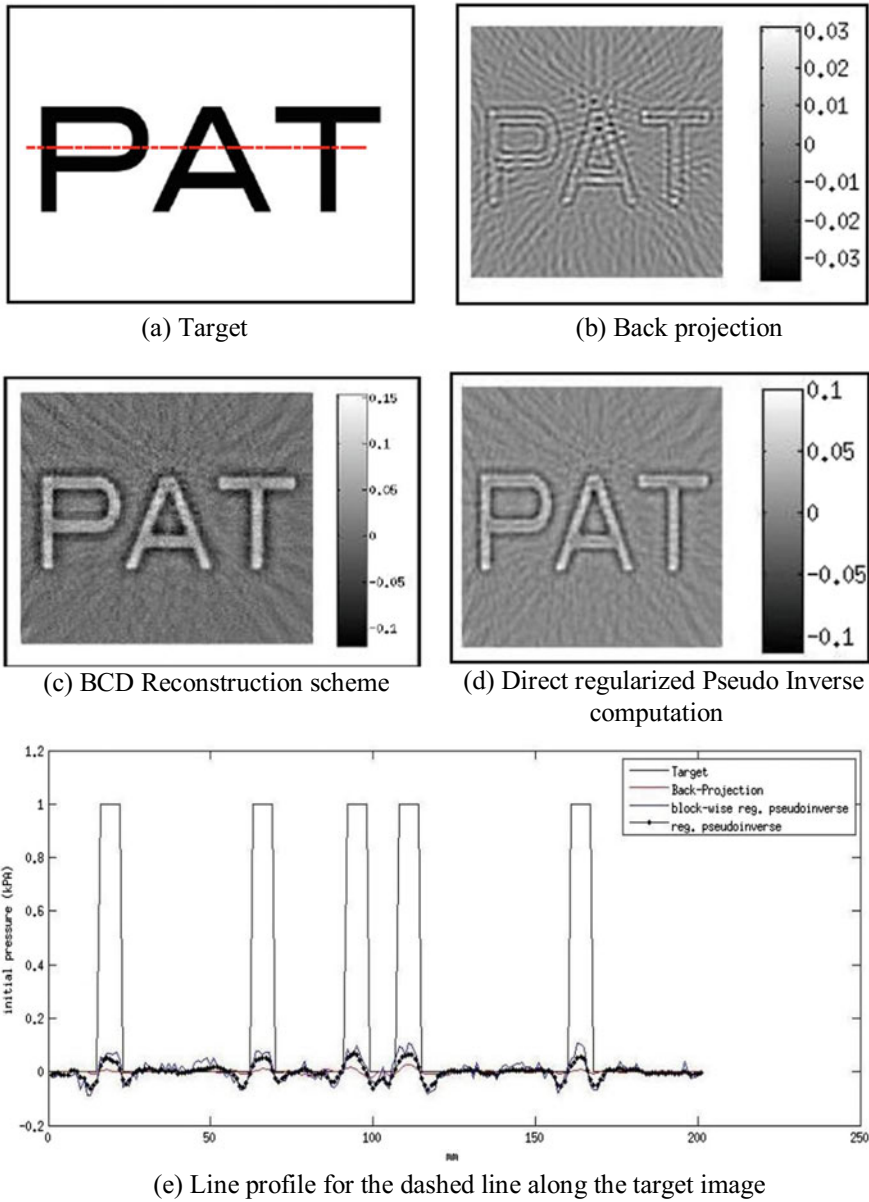 PAT
(a) Target
PAT
0.03
0.02
0.01
0
-0.01
-0.02
-0.03
(b) Back projection
PAT
0.15
0.1
0.05
0
-0.05
-0.1
(c) BCD Reconstruction scheme
PAT
0.1
0.05
0
-0.05
-0.1
(d) Direct regularized Pseudo Inverse
computation
1.2
1
0.8
0.6
0.4
0.2
0
-0.2
initial pressure (kPA)
Target
Back-Projection
block-wise reg. pseudoinverse
reg. pseudoinverse
0 50 100 150 200 250
mm
(e) Line profile for the dashed line along the target image